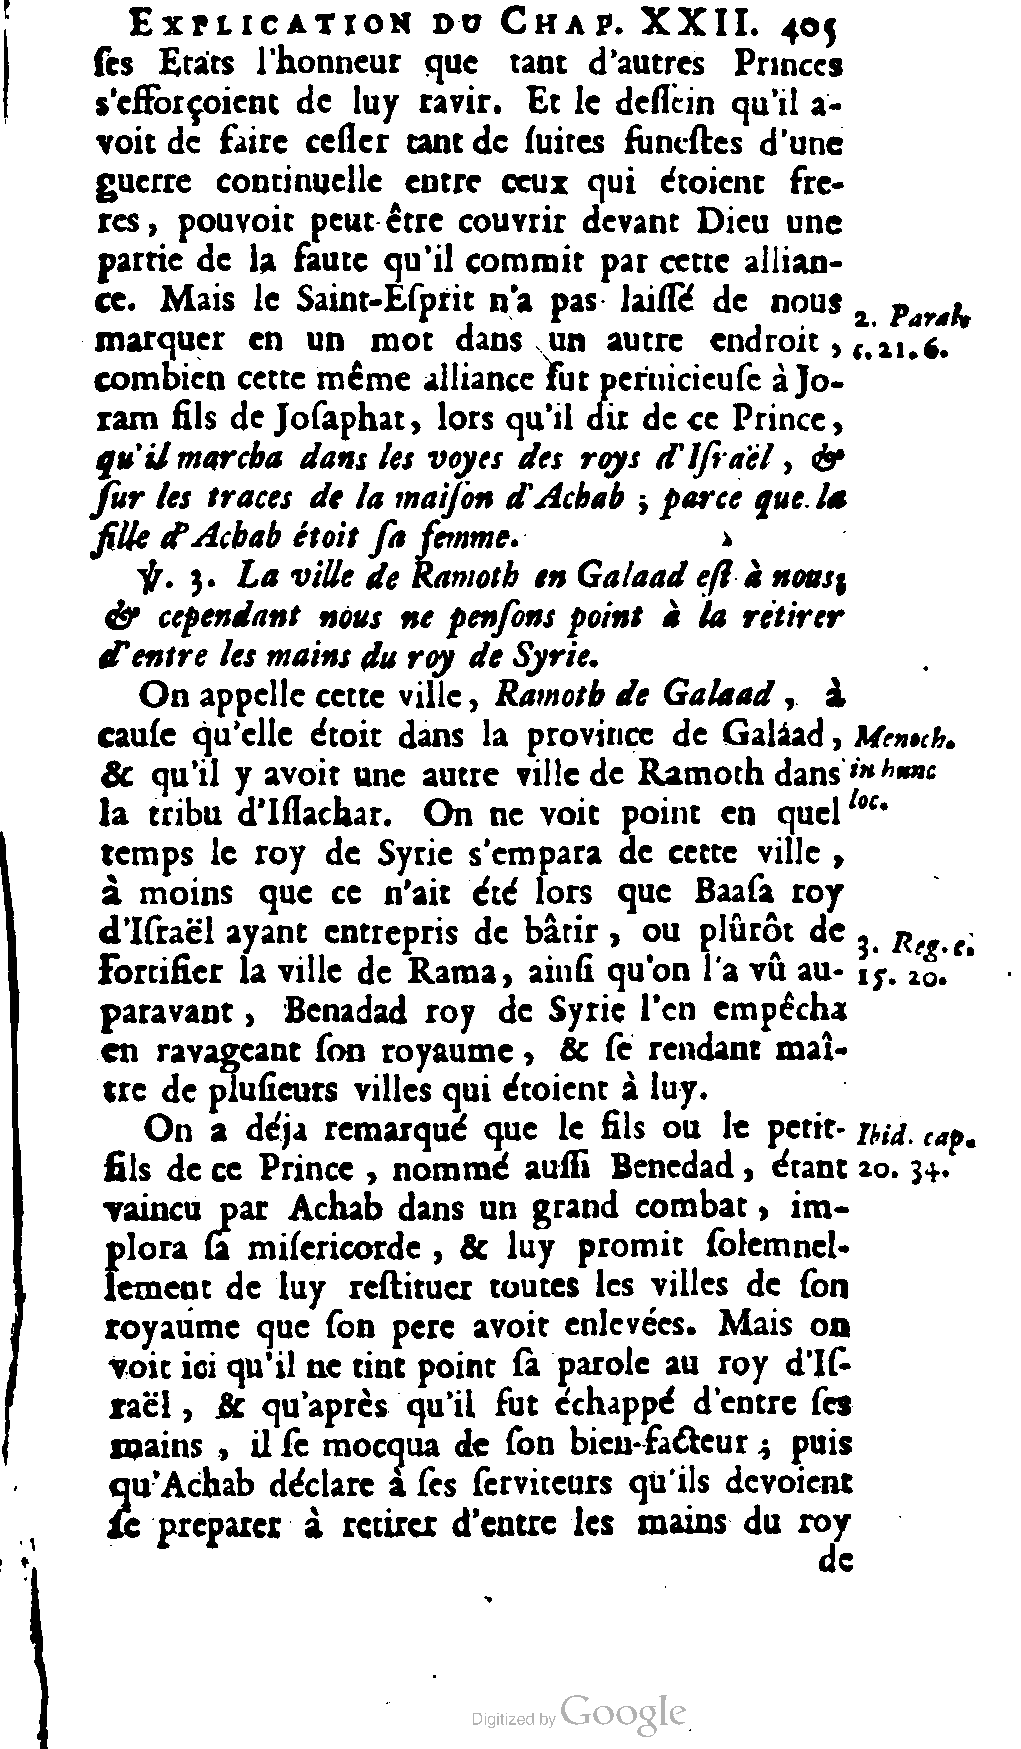 EXPLICATION DU CHAP. XXII. 405
ſes Etats l'honneur que tant d'autres Princes
s'efforçoient de luy ravir. Et le deſſein qu'il a-
voit de faire ceſſer tant de ſuites funeſtes d'une
guerre continuelle entre ceux qui étoient fre-
res, pouvoit peut-être couvrir devant Dieu une
partie de la faute qu'il commit par cette allian-
ce. Mais le Saint-Eſprit n'a pas laiſſé de nous
2. Paral.
marquer en un mot dans un autre endroit,
c. 21. 6.
combien cette même alliance fut pernicieuſe à Jo-
ram fils de Joſaphat, lors qu'il dit de ce Prince,
qu'il marcha dans les voyes des roys d'Iſraël, &
ſur les traces de la maiſon d'Achab ; parce que la
fille d'Achab étoit ſa femme.
℣. 3. La ville de Ramoth en Galaad eſt à nous;
& cependant nous ne penſons point à la retirer
d'entre les mains du roy de Syrie.
On appelle cette ville, Ramoth de Galaad, à
cauſe qu'elle étoit dans la province de Galaad,
Menoch.
& qu'il y avoit une autre ville de Ramoth dans
in hunc
la tribu d'Iſſachar. On ne voit point en quel
loc.
temps le roy de Syrie s'empara de cette ville,
à moins que ce n'ait été lors que Baaſa roy
d'Iſraël ayant entrepris de bâtir, ou plûtôt de
3. Reg. c.
fortifier la ville de Rama, ainſi qu'on l'a vû au-
15. 20.
paravant, Benadad roy de Syrie l'en empêcha
en ravageant ſon royaume, & ſe rendant maî-
tre de pluſieurs villes qui étoient à luy.
On a déja remarqué que le fils ou le petit-
Ibid. cap.
fils de ce Prince, nommé auſſi Benedad, étant
20. 34.
vaincu par Achab dans un grand combat, im-
plora ſa miſericorde, & luy promit ſolemnel-
lement de luy reſtituer toutes les villes de ſon
royaume que ſon pere avoit enlevées. Mais on
voit ici qu'il ne tint point ſa parole au roy d'Iſ-
raël, & qu'après qu'il fut échappé d'entre ſes
mains, il ſe mocqua de ſon bien-facteur ; puis
qu'Achab déclare à ſes ſerviteurs qu'ils devoient
ſe preparer à retirer d'entre les mains du roy
de
Digitized by Google